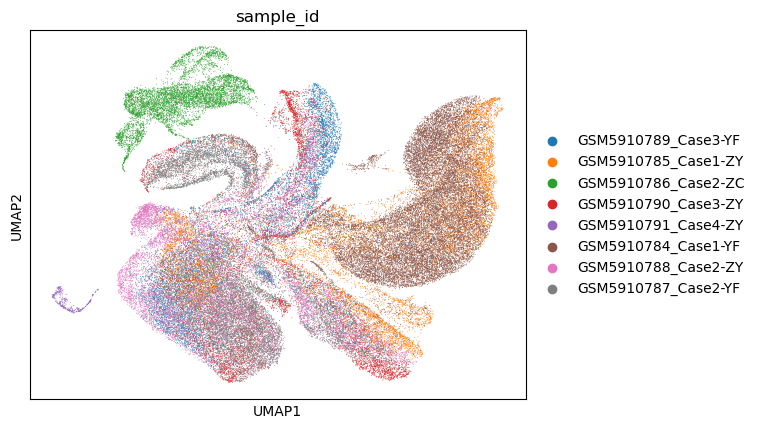 sample_id
UMAP2
UMAP1
GSM5910789_Case3-YF
GSM5910785_Case1-ZY
GSM5910786_Case2-ZC
GSM5910790_Case3-ZY
GSM5910791_Case4-ZY
GSM5910784_Case1-YF
GSM5910788_Case2-ZY
GSM5910787_Case2-YF